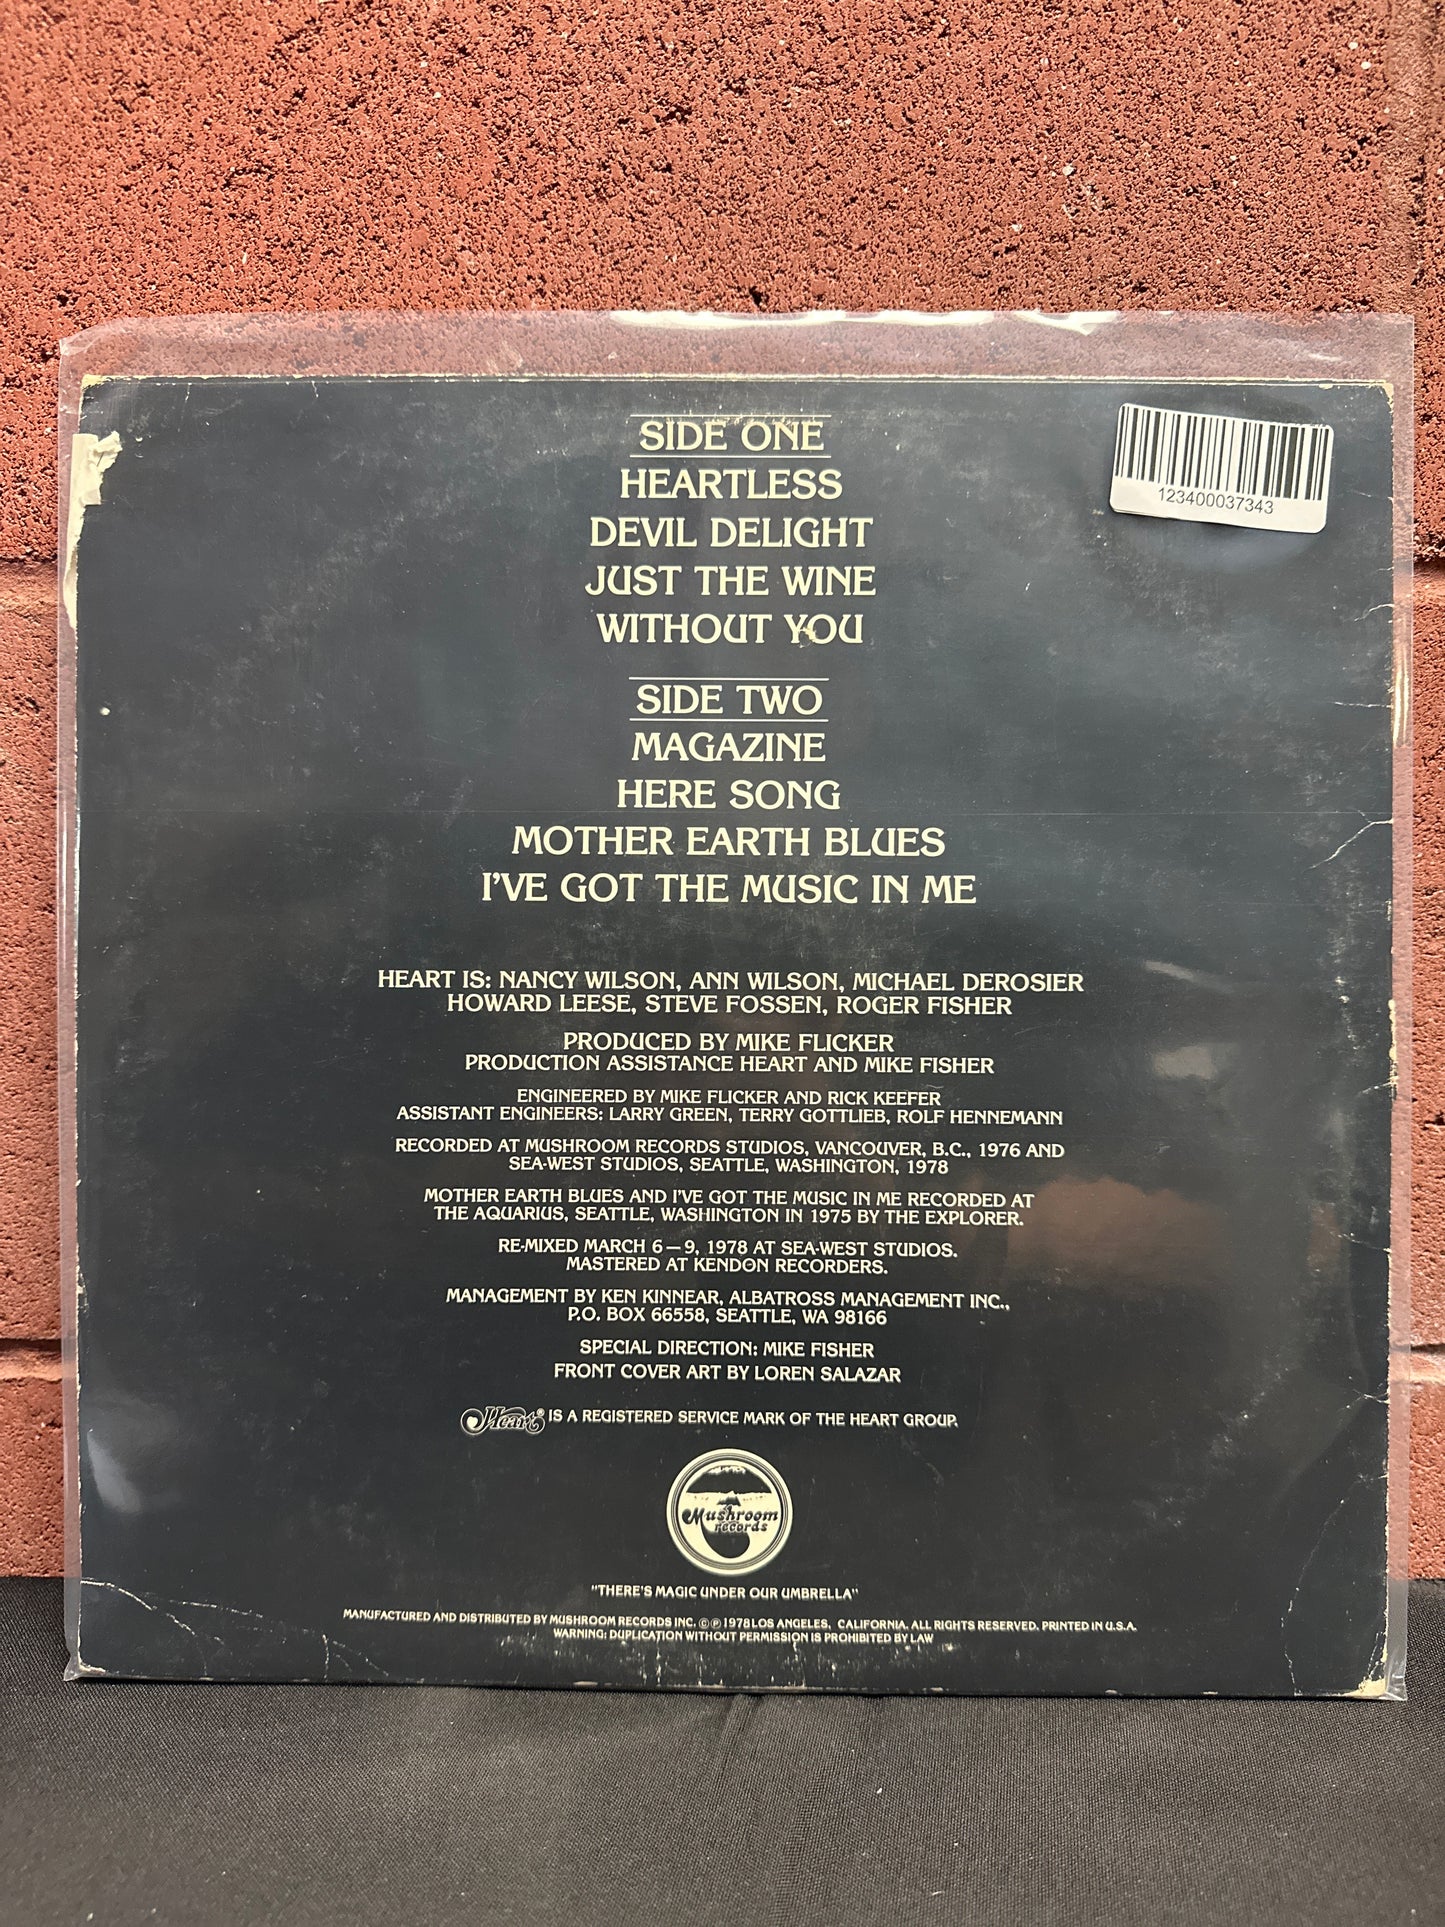 SIDE ONE
HEARTLESS
DEVIL DELIGHT
JUST THE WINE
WITHOUT YOU
123400037343
SIDE TWO
MAGAZINE
HERE SONG
MOTHER EARTH BLUES
I'VE GOT THE MUSIC IN ME
HEART IS: NANCY WILSON, ANN WILSON, MICHAEL DEROSIER
HOWARD LEESE, STEVE FOSSEN, ROGER FISHER
PRODUCED BY MIKE FLICKER
PRODUCTION ASSISTANCE HEART AND MIKE FISHER
ENGINEERED BY MIKE FLICKER AND RICK KEEFER
ASSISTANT ENGINEERS: LARRY GREEN, TERRY GOTTLIEB, ROLF HENNEMANN
RECORDED AT MUSHROOM RECORDS STUDIOS, VANCOUVER, B.C., 1976 AND
SEA-WEST STUDIOS, SEATTLE, WASHINGTON, 1978
MOTHER EARTH BLUES AND I'VE GOT THE MUSIC IN ME RECORDED AT
THE AQUARIUS, SEATTLE, WASHINGTON IN 1975 BY THE EXPLORER.
RE-MIXED MARCH 6—9, 1978 AT SEA-WEST STUDIOS.
MASTERED AT KENDON RECORDERS.
MANAGEMENT BY KEN KINNEAR, ALBATROSS MANAGEMENT INC.,
P.O. BOX 66558, SEATTLE, WA 98166
SPECIAL DIRECTION: MIKE FISHER
FRONT COVER ART BY LOREN SALAZAR
Heart® IS A REGISTERED SERVICE MARK OF THE HEART GROUP.
Mushroom
records
"THERE'S MAGIC UNDER OUR UMBRELLA"
MANUFACTURED AND DISTRIBUTED BY MUSHROOM RECORDS INC. ©℗ 1978 LOS ANGELES, CALIFORNIA. ALL RIGHTS RESERVED. PRINTED IN U.S.A.
WARNING: DUPLICATION WITHOUT PERMISSION IS PROHIBITED BY LAW